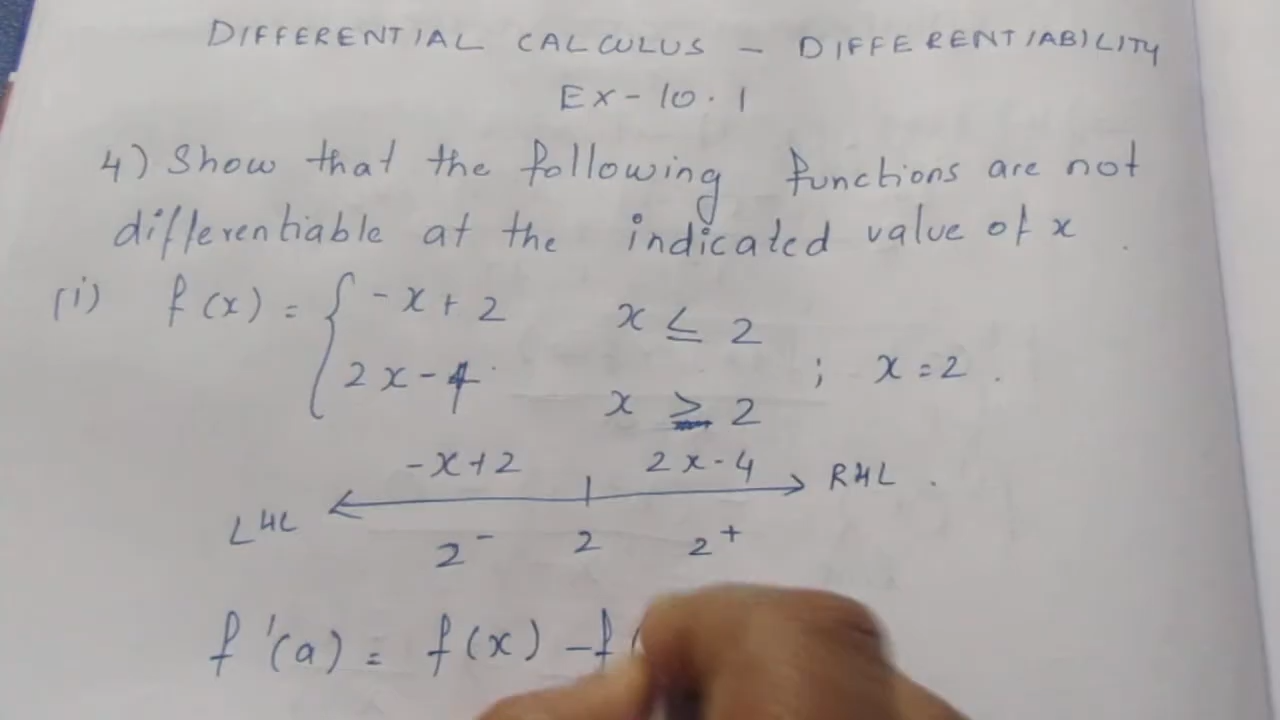 DIFFERENTIAL CALCULUS - DIFFERENTIABILITY
Ex - 10.1
4) Show that the following functions are not
differentiable at the indicated value of x.
(i) f(x) = { -x + 2 x ≤ 2
2x - 4 x ≥ 2 ; x = 2.
-x+2 2x-4 RHL.
LHL 2⁻ 2 2⁺
f'(a) = f(x) - f(